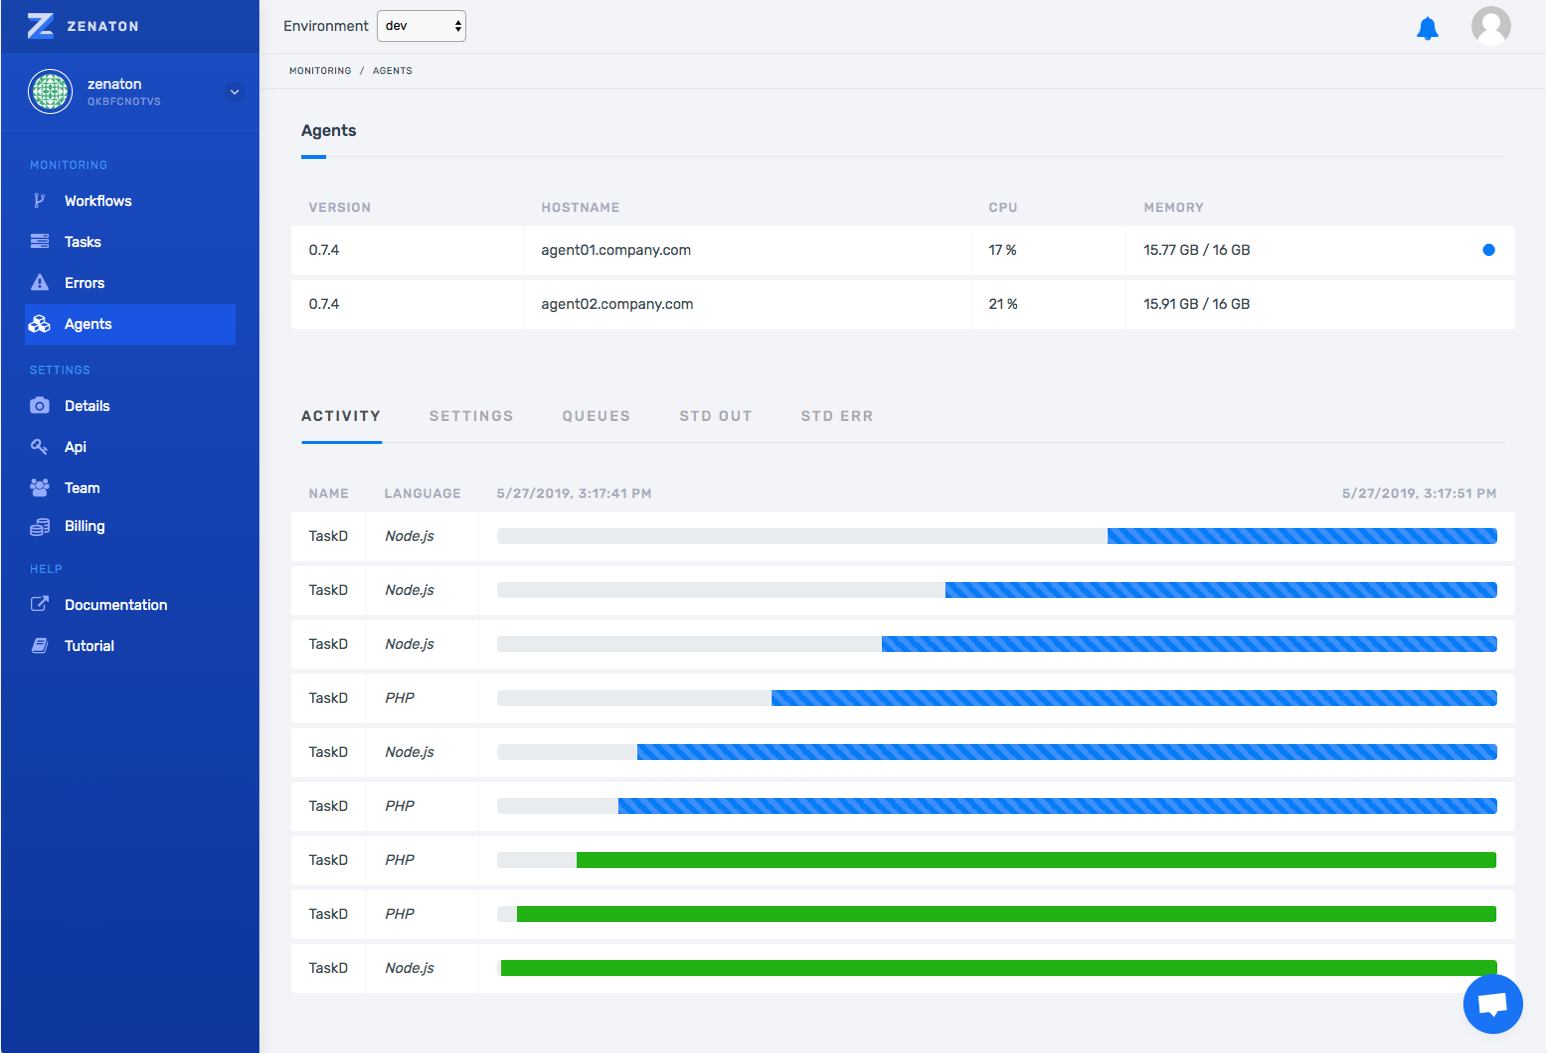 ZENATON
Environment dev
zenaton
QKBFCNOTVS
MONITORING / AGENTS
MONITORING
Workflows
Tasks
Errors
Agents
SETTINGS
Details
Api
Team
Billing
HELP
Documentation
Tutorial
Agents
VERSION HOSTNAME CPU MEMORY
0.7.4 agent01.company.com 17 % 15.77 GB / 16 GB
0.7.4 agent02.company.com 21 % 15.91 GB / 16 GB
ACTIVITY SETTINGS QUEUES STD OUT STD ERR
NAME LANGUAGE 5/27/2019, 3:17:41 PM 5/27/2019, 3:17:51 PM
TaskD Node.js
TaskD Node.js
TaskD Node.js
TaskD PHP
TaskD Node.js
TaskD PHP
TaskD PHP
TaskD PHP
TaskD Node.js